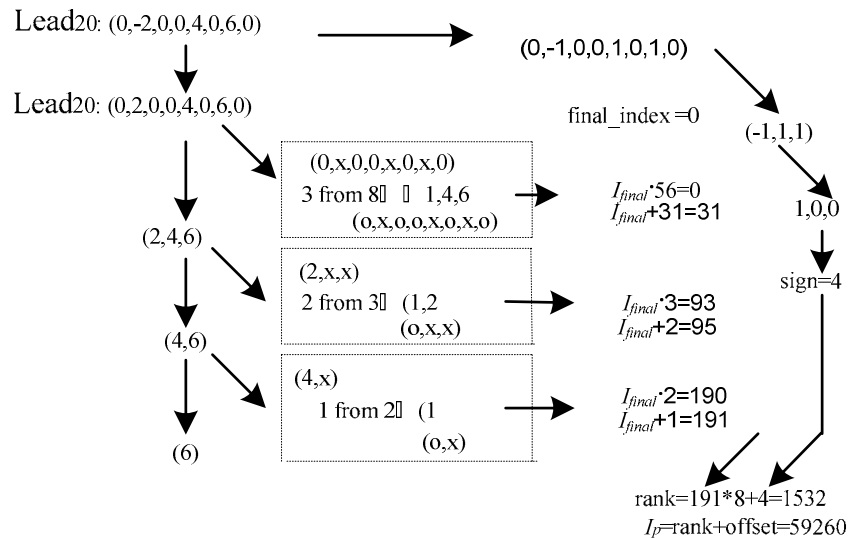 Lead20: (0,-2,0,0,4,0,6,0)
(0,-1,0,0,1,0,1,0)
Lead20: (0,2,0,0,4,0,6,0)
final_index =0
(-1,1,1)
(0,x,0,0,x,0,x,0)
3 from 8▯ ▯ 1,4,6
(o,x,o,o,x,o,x,o)
Ifinal·56=0
Ifinal+31=31
1,0,0
(2,4,6)
(2,x,x)
2 from 3▯ (1,2
(o,x,x)
Ifinal·3=93
Ifinal+2=95
sign=4
(4,6)
(4,x)
1 from 2▯ (1
(o,x)
Ifinal·2=190
Ifinal+1=191
(6)
rank=191*8+4=1532
Ip=rank+offset=59260